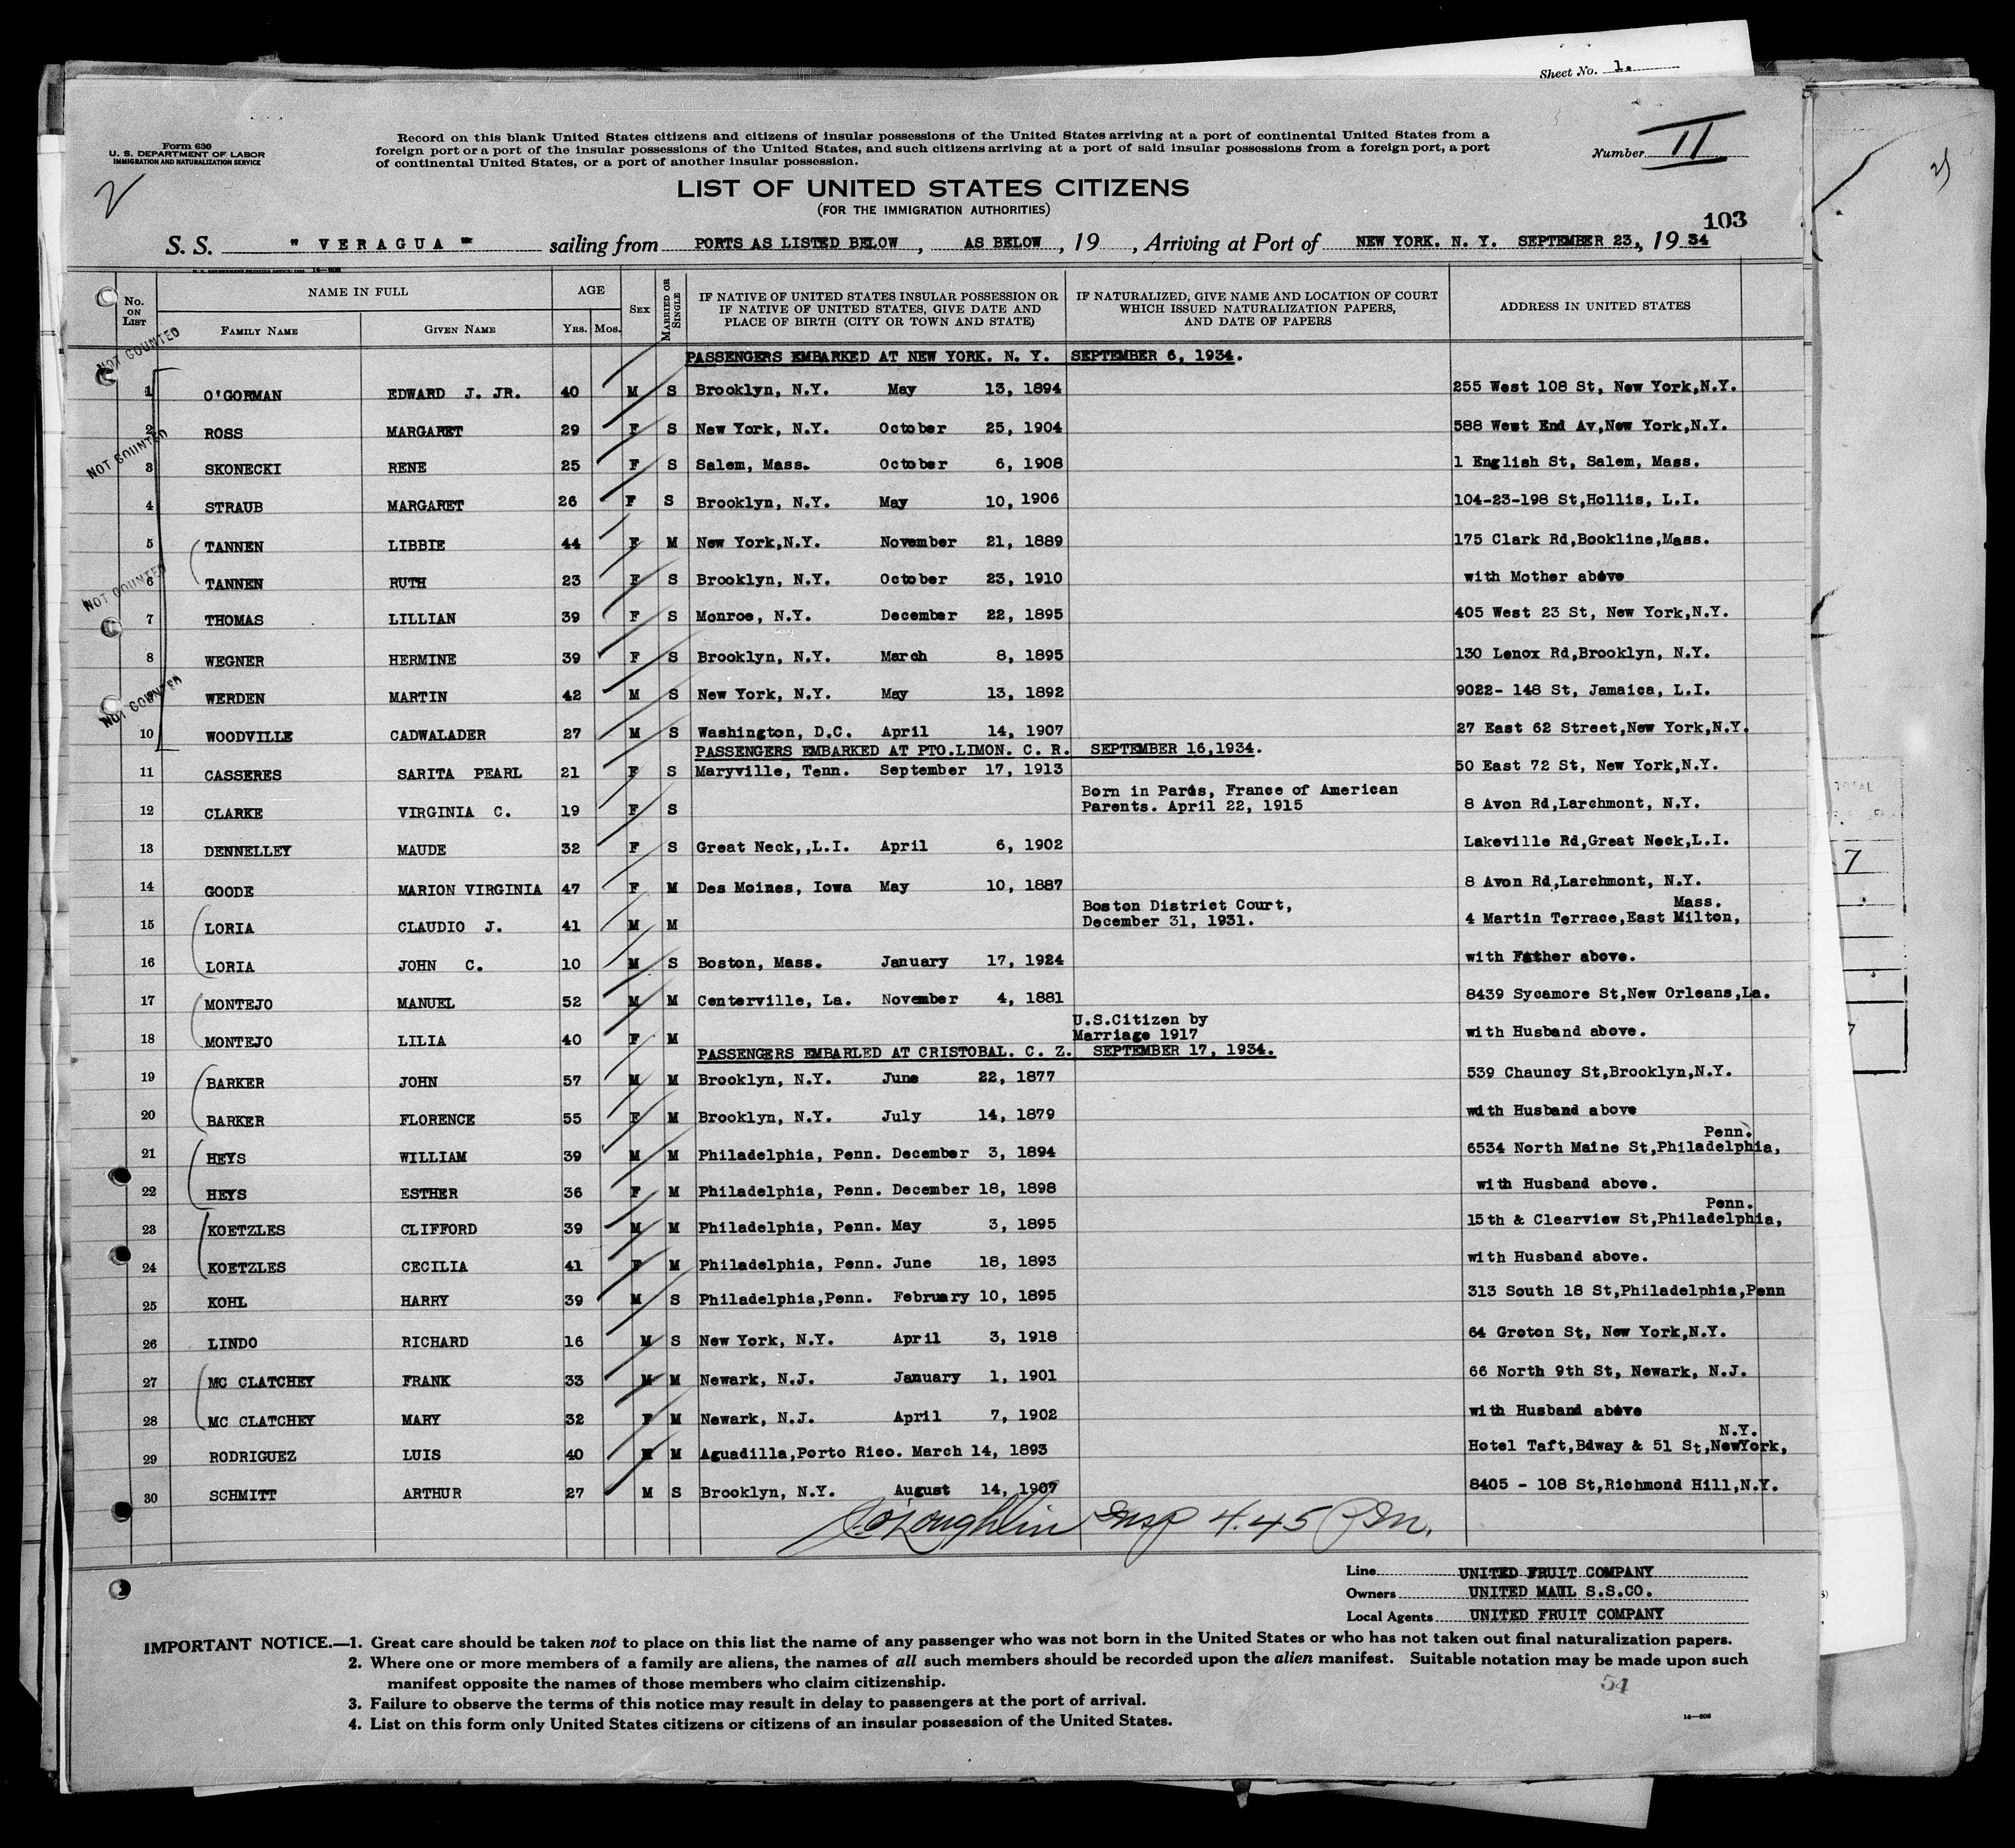 Sheet No. 1.
Form 630
U. S. DEPARTMENT OF LABOR
IMMIGRATION AND NATURALIZATION SERVICE
Record on this blank United States citizens and citizens of insular possessions of the United States arriving at a port of continental United States from a
foreign port or a port of the insular possessions of the United States, and such citizens arriving at a port of said insular possessions from a foreign port, a port
of continental United States, or a port of another insular possession.
Number II
2
LIST OF UNITED STATES CITIZENS
(FOR THE IMMIGRATION AUTHORITIES)
103
S. S. " VERAGUA " sailing from PORTS AS LISTED BELOW , AS BELOW , 19 , Arriving at Port of NEW YORK. N. Y. SEPTEMBER 23, , 19 34
No. ON LIST NAME IN FULL AGE SEX MARRIED OR SINGLE IF NATIVE OF UNITED STATES INSULAR POSSESSION OR IF NATIVE OF UNITED STATES, GIVE DATE AND PLACE OF BIRTH (CITY OR TOWN AND STATE) IF NATURALIZED, GIVE NAME AND LOCATION OF COURT WHICH ISSUED NATURALIZATION PAPERS, AND DATE OF PAPERS ADDRESS IN UNITED STATES
FAMILY NAME GIVEN NAME YRS. MOS.
NOT COUNTED
PASSENGERS EMBARKED AT NEW YORK. N. Y. SEPTEMBER 6, 1934.
1 O'GORMAN EDWARD J. JR. 40 M S Brooklyn, N.Y. May 13, 1894 255 West 108 St, New York,N.Y.
2 ROSS MARGARET 29 F S New York, N.Y. October 25, 1904 588 West End Av,New York,N.Y.
NOT COUNTED
3 SKONECKI RENE 25 F S Salem, Mass. October 6, 1908 1 English St, Salem, Mass.
4 STRAUB MARGARET 26 F S Brooklyn, N.Y. May 10, 1906 104-23-198 St,Hollis, L.I.
5 TANNEN LIBBIE 44 F M New York,N.Y. November 21, 1889 175 Clark Rd,Bookline,Mass.
NOT COUNTED
6 TANNEN RUTH 23 F S Brooklyn, N.Y. October 23, 1910 with Mother above
7 THOMAS LILLIAN 39 F S Monroe, N.Y. December 22, 1895 405 West 23 St, New York,N.Y.
8 WEGNER HERMINE 39 F S Brooklyn, N.Y. March 8, 1895 130 Lenox Rd,Brooklyn, N.Y.
NOT COUNTED
9 WERDEN MARTIN 42 M S New York, N.Y. May 13, 1892 9022- 148 St, Jamaica, L.I.
10 WOODVILLE CADWALADER 27 M S Washington, D.C. April 14, 1907 27 East 62 Street,New York,N.Y.
PASSENGERS EMBARKED AT PTO.LIMON. C. R. SEPTEMBER 16,1934.
11 CASSERES SARITA PEARL 21 F S Maryville, Tenn. September 17, 1913 50 East 72 St, New York,N.Y.
Born in Paris, France of American
12 CLARKE VIRGINIA C. 19 F S Parents. April 22, 1915 8 Avon Rd,Larchmont, N.Y.
13 DENNELLEY MAUDE 32 F S Great Neck,,L.I. April 6, 1902 Lakeville Rd,Great Neck,L.I.
14 GOODE MARION VIRGINIA 47 F M Des Moines, Iowa May 10, 1887 8 Avon Rd,Larchmont, N.Y.
Boston District Court, Mass.
15 LORIA CLAUDIO J. 41 M M December 31, 1931. 4 Martin Terrace,East Milton,
16 LORIA JOHN C. 10 M S Boston, Mass. January 17, 1924 with Father above.
17 MONTEJO MANUEL 52 M M Centerville, La. November 4, 1881 8439 Sycamore St,New Orleans,La.
U.S.Citizen by
18 MONTEJO LILIA 40 F M Marriage 1917 with Husband above.
PASSENGERS EMBARLED AT CRISTOBAL. C. Z. SEPTEMBER 17, 1934.
19 BARKER JOHN 57 M M Brooklyn, N.Y. June 22, 1877 539 Chauncy St,Brooklyn,N.Y.
20 BARKER FLORENCE 55 F M Brooklyn, N.Y. July 14, 1879 with Husband above
Penn.
21 HEYS WILLIAM 39 M M Philadelphia, Penn. December 3, 1894 6534 North Maine St,Philadelphia,
22 HEYS ESTHER 36 F M Philadelphia, Penn. December 18, 1898 with Husband above.
Penn.
23 KOETZLES CLIFFORD 39 M M Philadelphia, Penn. May 3, 1895 15th & Clearview St,Philadelphia,
24 KOETZLES CECILIA 41 F M Philadelphia, Penn. June 18, 1893 with Husband above.
25 KOHL HARRY 39 M S Philadelphia,Penn. February 10, 1895 313 South 18 St,Philadelphia,Penn
26 LINDO RICHARD 16 M S New York, N.Y. April 3, 1918 64 Groton St, New York,N.Y.
27 MC CLATCHEY FRANK 33 M M Newark, N.J. January 1, 1901 66 North 9th St, Newark, N.J.
28 MC CLATCHEY MARY 32 F M Newark, N.J. April 7, 1902 with Husband above
N.Y.
29 RODRIGUEZ LUIS 40 M M Aguadilla,Porto Rico. March 14, 1893 Hotel Taft,Bdway & 51 St,NewYork,
30 SCHMITT ARTHUR 27 M S Brooklyn, N.Y. August 14, 1907 8405 - 108 St,Richmond Hill,N.Y.
O'Loughlin Insp 4.45 P.M.
Line UNITED FRUIT COMPANY
Owners UNITED MAUL S.S.CO.
Local Agents UNITED FRUIT COMPANY
IMPORTANT NOTICE.—1. Great care should be taken not to place on this list the name of any passenger who was not born in the United States or who has not taken out final naturalization papers.
2. Where one or more members of a family are aliens, the names of all such members should be recorded upon the alien manifest. Suitable notation may be made upon such
manifest opposite the names of those members who claim citizenship.
3. Failure to observe the terms of this notice may result in delay to passengers at the port of arrival.
4. List on this form only United States citizens or citizens of an insular possession of the United States.
54
14—608